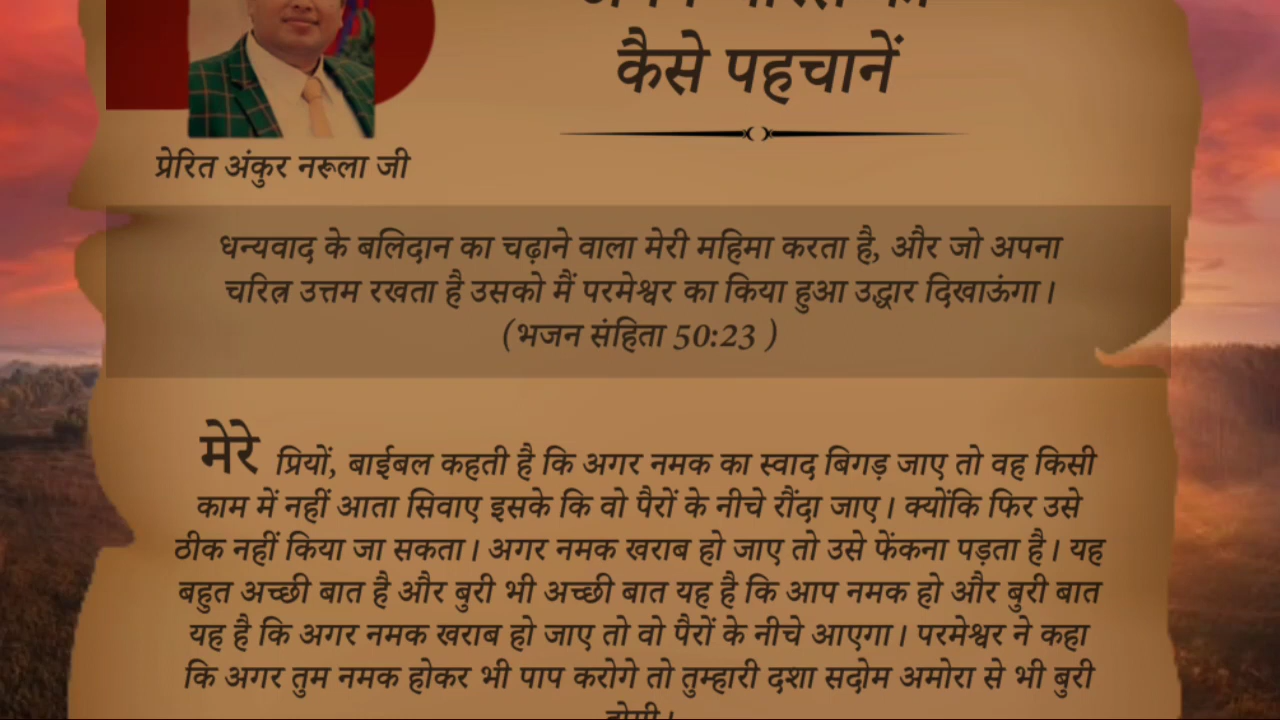 कैसे पहचानें
प्रेरित अंकुर नरूला जी
धन्यवाद के बलिदान का चढ़ाने वाला मेरी महिमा करता है, और जो अपना
चरित्र उत्तम रखता है उसको मैं परमेश्वर का किया हुआ उद्धार दिखाऊंगा।
(भजन संहिता 50:23 )
मेरे प्रियों, बाईबल कहती है कि अगर नमक का स्वाद बिगड़ जाए तो वह किसी
काम में नहीं आता सिवाए इसके कि वो पैरों के नीचे रौंदा जाए। क्योंकि फिर उसे
ठीक नहीं किया जा सकता। अगर नमक खराब हो जाए तो उसे फेंकना पड़ता है। यह
बहुत अच्छी बात है और बुरी भी अच्छी बात यह है कि आप नमक हो और बुरी बात
यह है कि अगर नमक खराब हो जाए तो वो पैरों के नीचे आएगा। परमेश्वर ने कहा
कि अगर तुम नमक होकर भी पाप करोगे तो तुम्हारी दशा सदोम अमोरा से भी बुरी